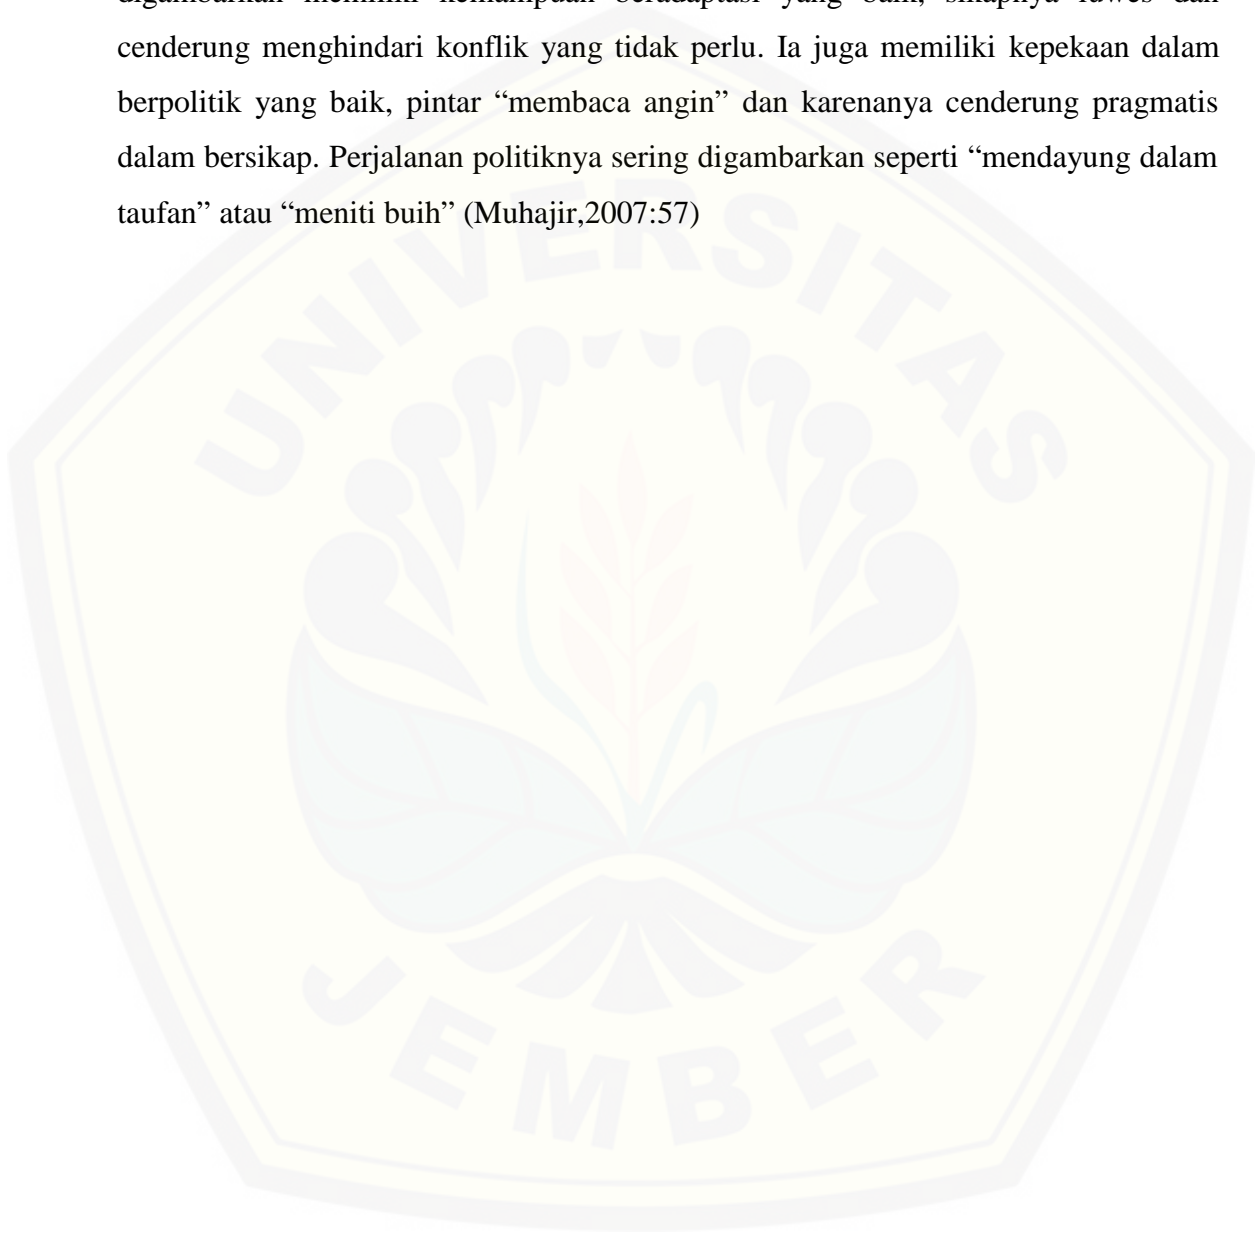 digambarkan memiliki kemampuan beradaptasi yang baik, sikapnya luwes dan
cenderung menghindari konflik yang tidak perlu. Ia juga memiliki kepekaan dalam
berpolitik yang baik, pintar “membaca angin” dan karenanya cenderung pragmatis
dalam bersikap. Perjalanan politiknya sering digambarkan seperti “mendayung dalam
taufan” atau “meniti buih” (Muhajir,2007:57)
UNIVERSITAS
JEMBER